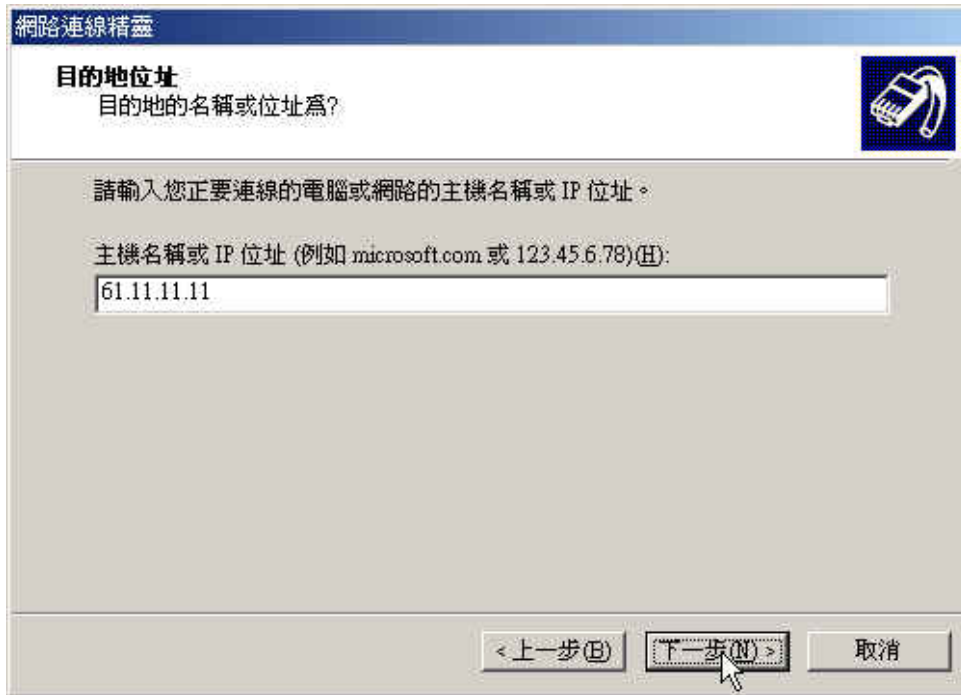 網路連線精靈
目的地位址
目的地的名稱或位址爲?
請輸入您正要連線的電腦或網路的主機名稱或 IP 位址。
主機名稱或 IP 位址 (例如 microsoft.com 或 123.45.6.78)(H):
61.11.11.11
<上一步(B) 下一步(N)> 取消